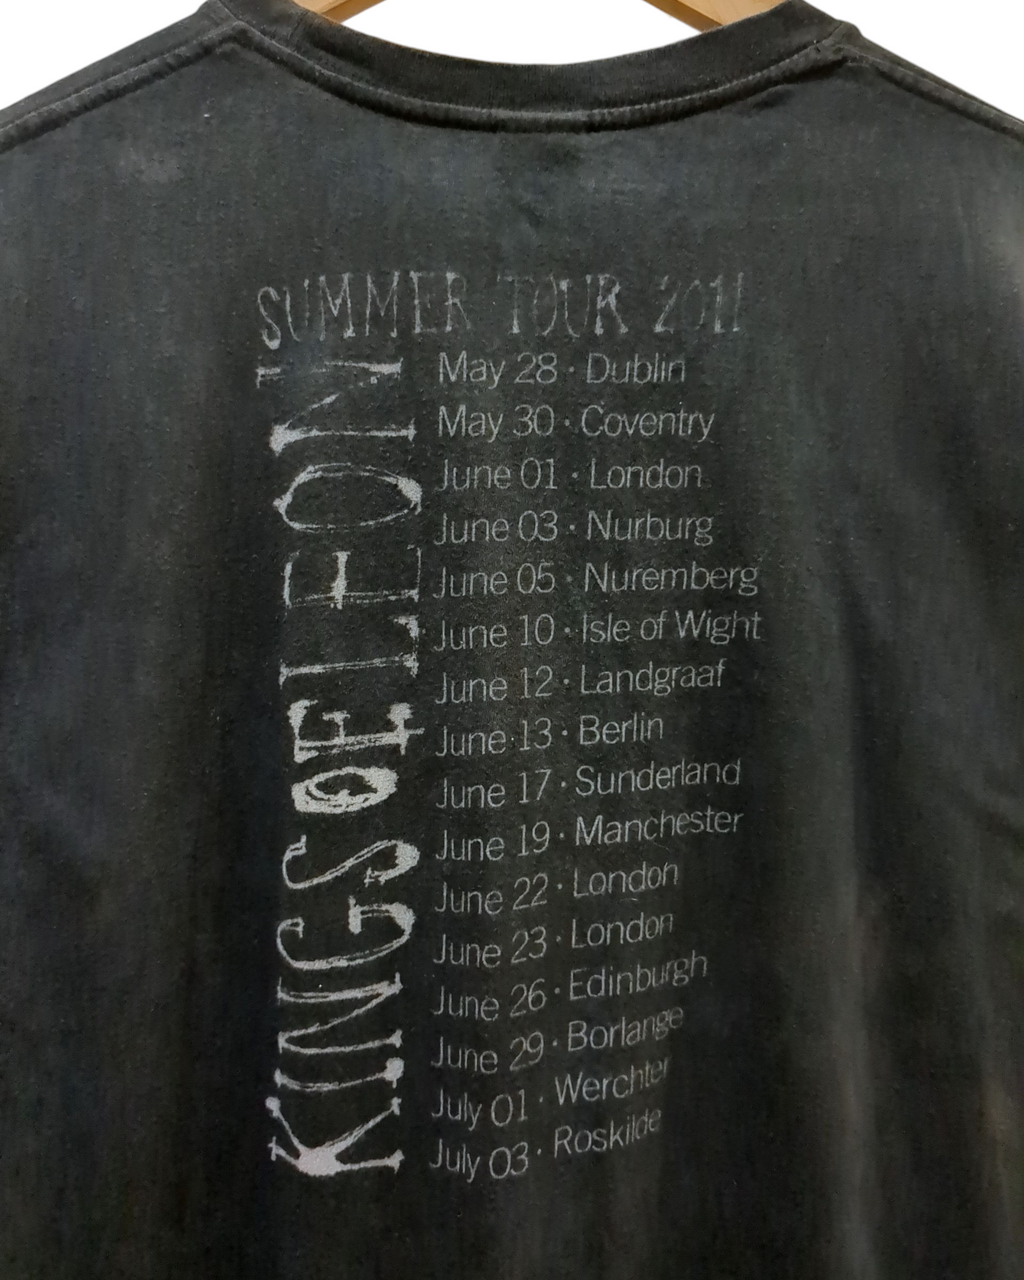 SUMMER TOUR 2011
KINGS OF LEON
May 28 · Dublin
May 30 · Coventry
June 01 · London
June 03 · Nurburg
June 05 · Nuremberg
June 10 · Isle of Wight
June 12 · Landgraaf
June 13 · Berlin
June 17 · Sunderland
June 19 · Manchester
June 22 · London
June 23 · London
June 26 · Edinburgh
June 29 · Borlange
July 01 · Werchter
July 03 · Roskilde